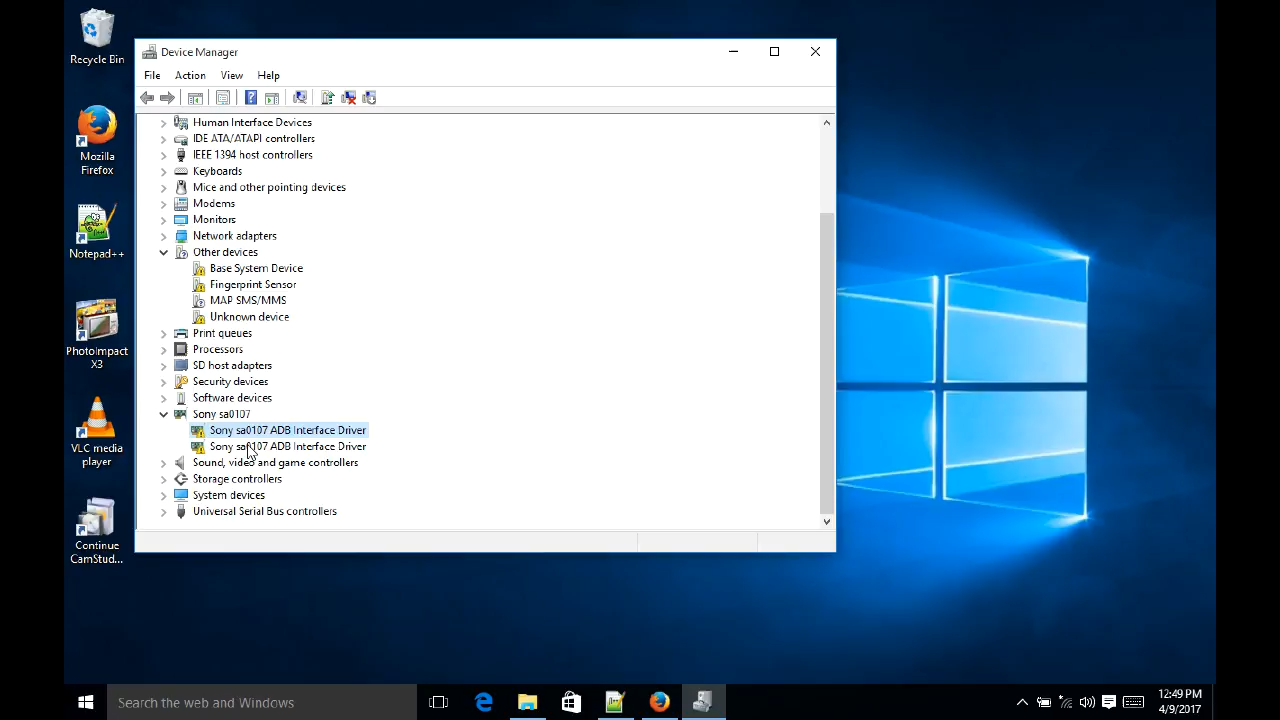 Recycle Bin
Mozilla
Firefox
Notepad++
PhotoImpact
X3
VLC media
player
Continue
CamStud...
Device Manager
File Action View Help
Human Interface Devices
IDE ATA/ATAPI controllers
IEEE 1394 host controllers
Keyboards
Mice and other pointing devices
Modems
Monitors
Network adapters
Other devices
Base System Device
Fingerprint Sensor
MAP SMS/MMS
Unknown device
Print queues
Processors
SD host adapters
Security devices
Software devices
Sony sa0107
Sony sa0107 ADB Interface Driver
Sony sa0107 ADB Interface Driver
Sound, video and game controllers
Storage controllers
System devices
Universal Serial Bus controllers
Search the web and Windows
12:49 PM
4/9/2017